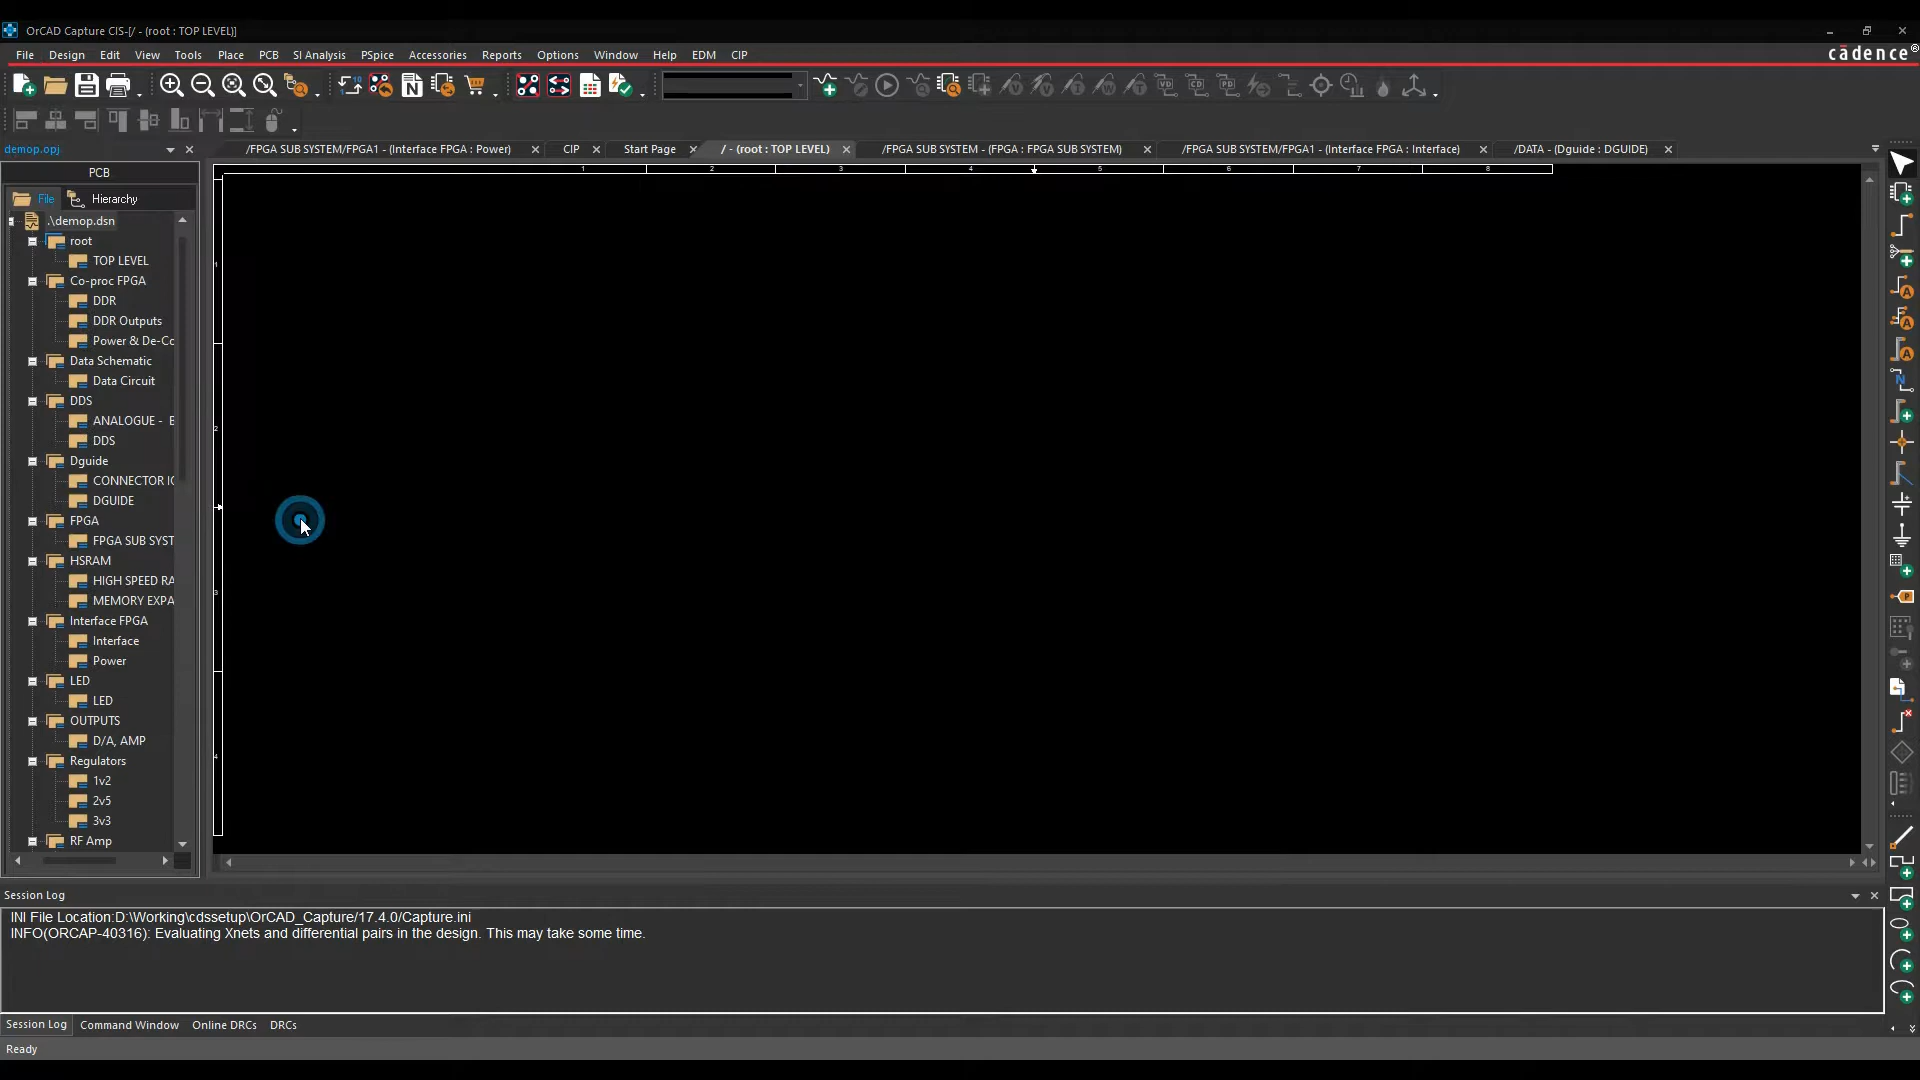 OrCAD Capture CIS-[/ - (root : TOP LEVEL)]
File Design Edit View Tools Place PCB SI Analysis PSpice Accessories Reports Options Window Help EDM CIP
cādence®
demop.opj
/FPGA SUB SYSTEM/FPGA1 - (Interface FPGA : Power) CIP Start Page / - (root : TOP LEVEL) /FPGA SUB SYSTEM - (FPGA : FPGA SUB SYSTEM) /FPGA SUB SYSTEM/FPGA1 - (Interface FPGA : Interface) /DATA - (Dguide : DGUIDE)
PCB
File Hierarchy
1 2 3 4 5 6 7 8
.\demop.dsn
root
TOP LEVEL
Co-proc FPGA
DDR
DDR Outputs
Power & De-Cc
Data Schematic
Data Circuit
DDS
ANALOGUE - E
DDS
Dguide
CONNECTOR IC
DGUIDE
FPGA
FPGA SUB SYST
HSRAM
HIGH SPEED RA
MEMORY EXPA
Interface FPGA
Interface
Power
LED
LED
OUTPUTS
D/A, AMP
Regulators
1v2
2v5
3v3
RF Amp
1
2
3
4
Session Log
INI File Location:D:\Working\cdssetup\OrCAD_Capture/17.4.0/Capture.ini
INFO(ORCAP-40316): Evaluating Xnets and differential pairs in the design. This may take some time.
Session Log Command Window Online DRCs DRCs
Ready